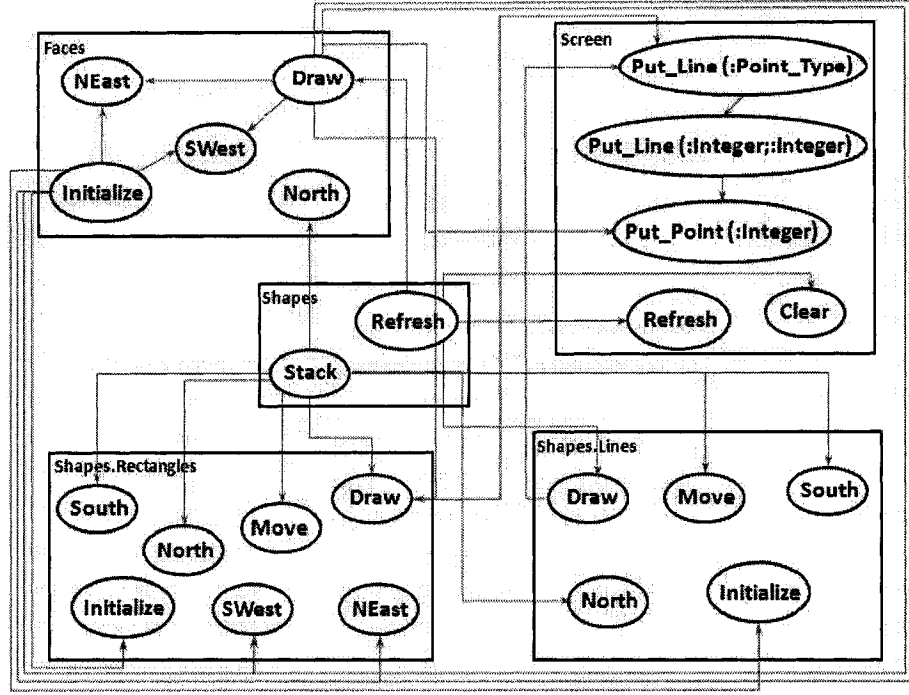 Faces
NEast
Draw
SWest
Initialize
North
Screen
Put_Line (:Point_Type)
Put_Line (:Integer;:Integer)
Put_Point (:Integer)
Refresh
Clear
Shapes
Refresh
Stack
Shapes.Rectangles
South
North
Move
Draw
Initialize
SWest
NEast
Shapes.Lines
Draw
Move
South
North
Initialize